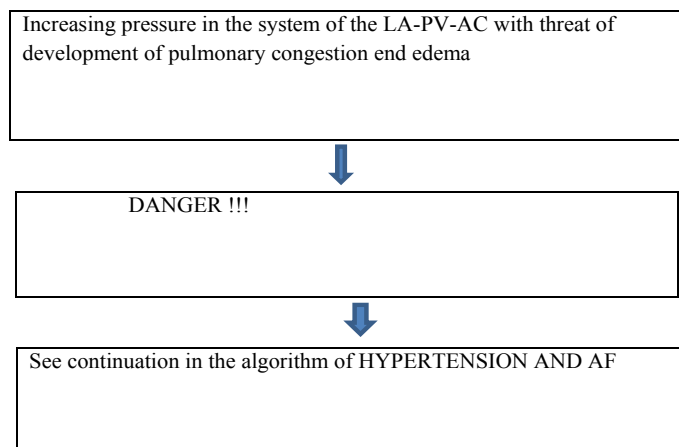 Increasing pressure in the system of the LA-PV-AC with threat of
development of pulmonary congestion end edema
DANGER !!!
See continuation in the algorithm of HYPERTENSION AND AF